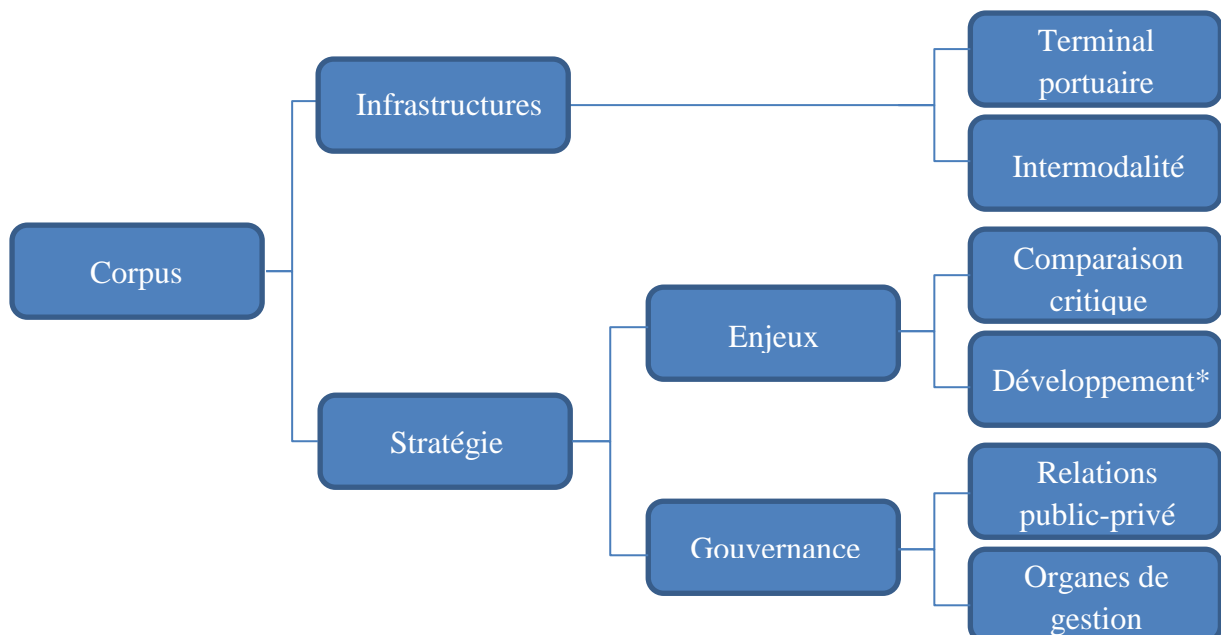 Terminal
portuaire
Infrastructures
Intermodalité
Corpus
Comparaison
critique
Enjeux
Développement*
Stratégie
Relations
public-privé
Gouvernance
Organes de
gestion